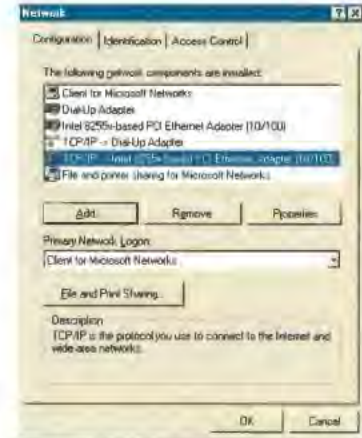 Network
Configuration Identification Access Control
The following network components are installed:
Client for Microsoft Networks
Dial-Up Adapter
Intel 8255x-based PCI Ethernet Adapter (10/100)
TCP/IP -> Dial-Up Adapter
TCP/IP -> Intel 8255x-based PCI Ethernet Adapter (10/100)
File and printer sharing for Microsoft Networks
Add... Remove Properties
Primary Network Logon:
Client for Microsoft Networks
File and Print Sharing...
Description
TCP/IP is the protocol you use to connect to the Internet and
wide-area networks.
OK Cancel